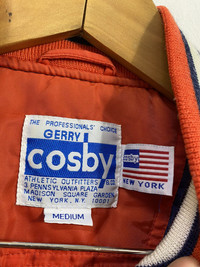 THE PROFESSIONALS' CHOICE
GERRY
cosby
ATHLETIC OUTFITTERS
3 PENNSYLVANIA PLAZA
MADISON SQUARE GARDEN
NEW YORK, N.Y. 10001
NEW YORK
MEDIUM